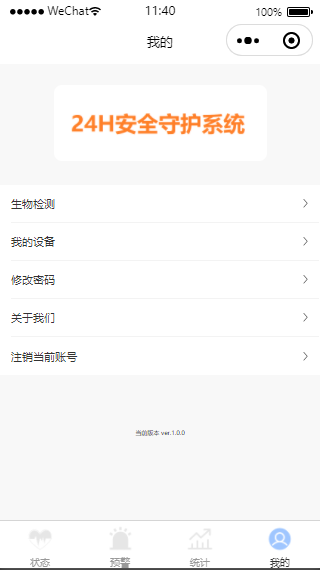 ●●●●● WeChat 11:40 100%
我的
24H安全守护系统
生物检测
我的设备
修改密码
关于我们
注销当前账号
当前版本 ver.1.0.0
状态 预警 统计 我的